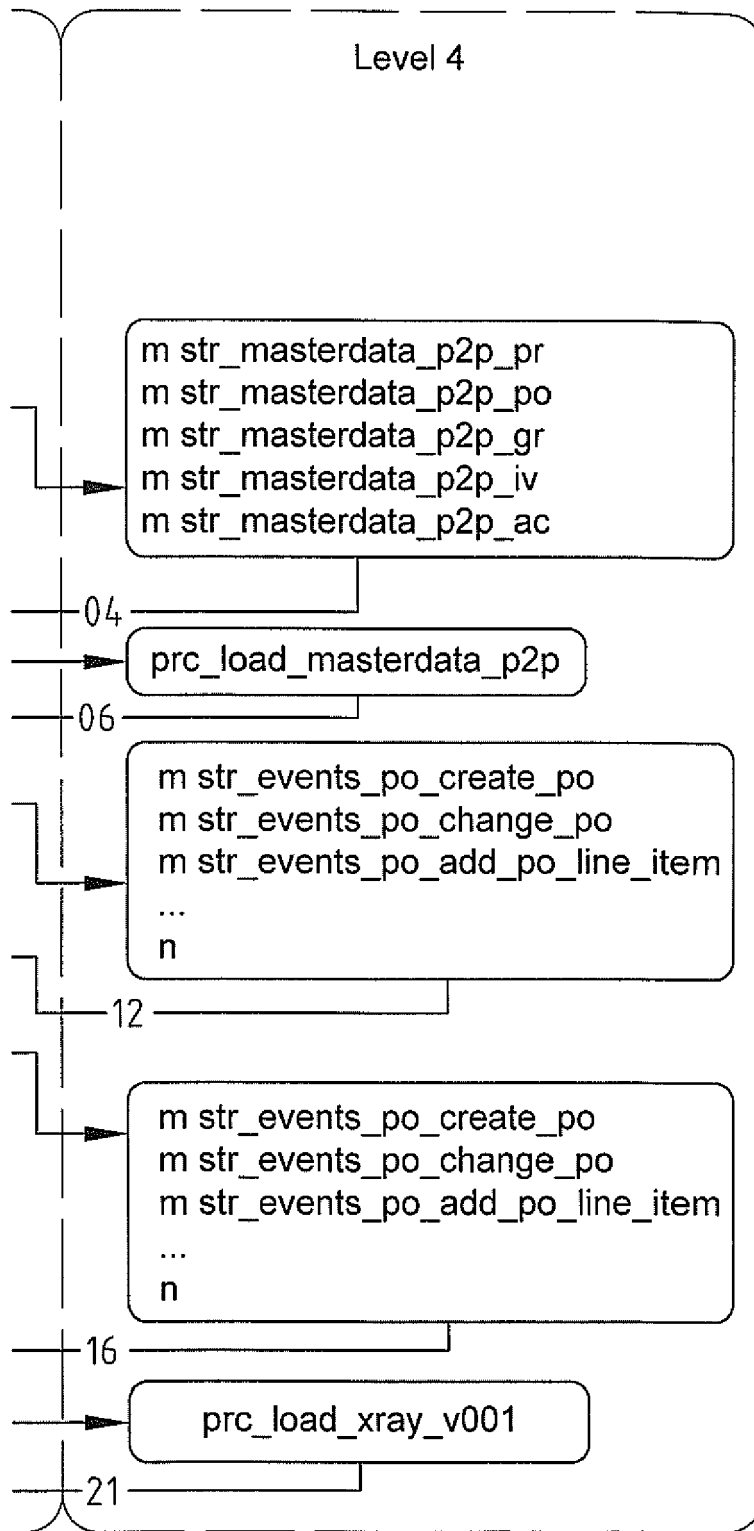 Level 4
m str_masterdata_p2p_pr
m str_masterdata_p2p_po
m str_masterdata_p2p_gr
m str_masterdata_p2p_iv
m str_masterdata_p2p_ac
04
prc_load_masterdata_p2p
06
m str_events_po_create_po
m str_events_po_change_po
m str_events_po_add_po_line_item
...
n
12
m str_events_po_create_po
m str_events_po_change_po
m str_events_po_add_po_line_item
...
n
16
prc_load_xray_v001
21